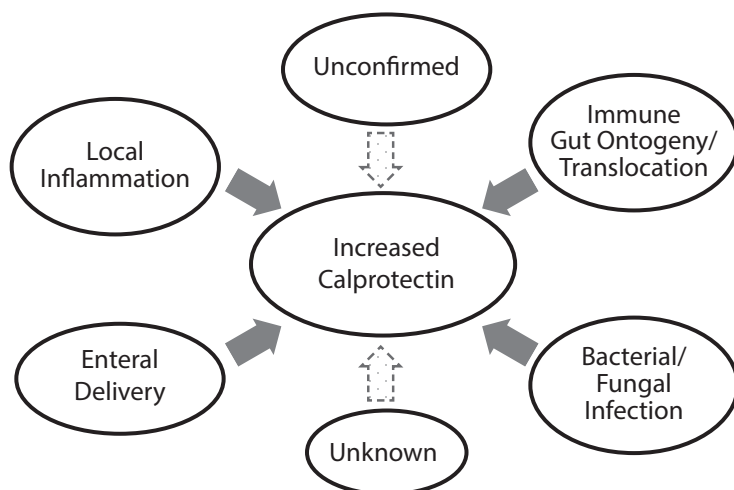 Unconfirmed
Local
Inflammation
Immune
Gut Ontogeny/
Translocation
Increased
Calprotectin
Enteral
Delivery
Bacterial/
Fungal
Infection
Unknown